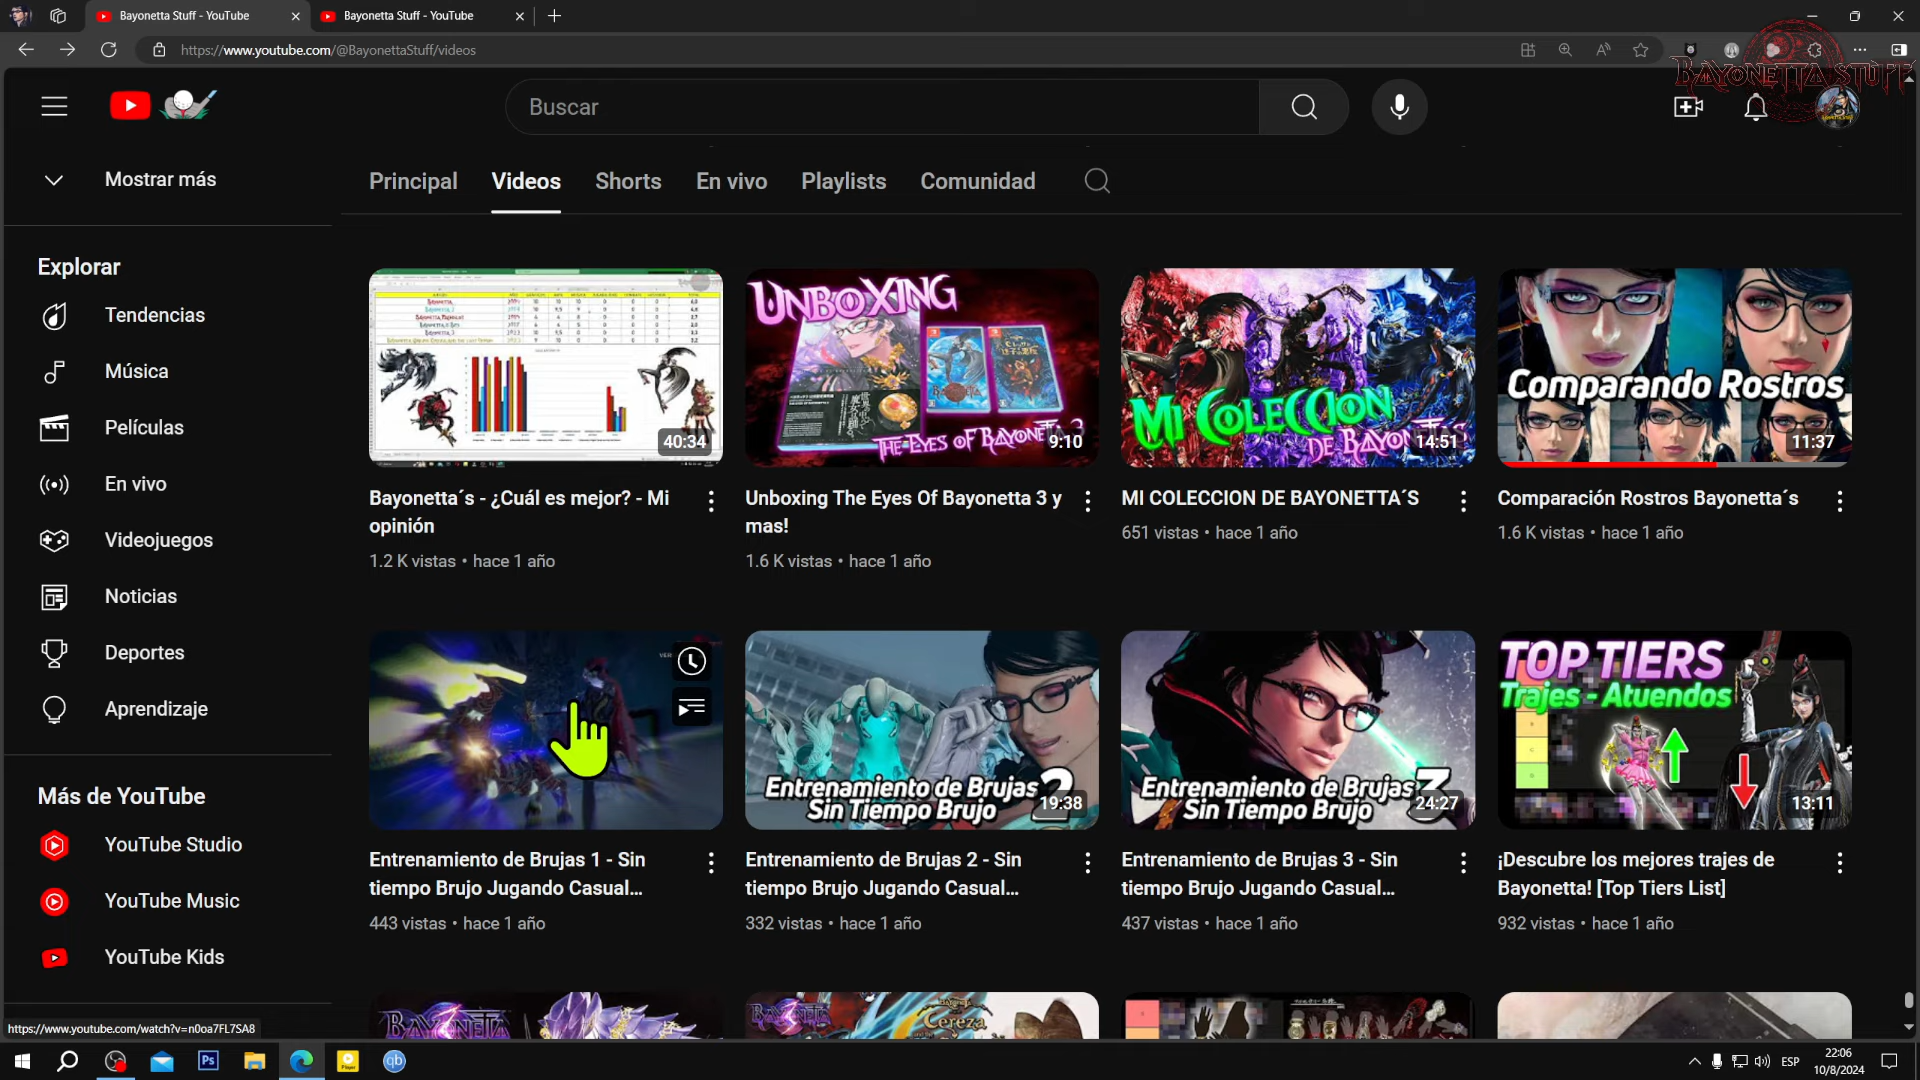 Bayonetta Stuff - YouTube
Bayonetta Stuff - YouTube
https://www.youtube.com/@BayonettaStuff/videos
BAYONETTA STUFF
Buscar
Mostrar más
Principal
Videos
Shorts
En vivo
Playlists
Comunidad
Explorar
Tendencias
Música
Películas
En vivo
Videojuegos
Noticias
Deportes
Aprendizaje
Más de YouTube
YouTube Studio
YouTube Music
YouTube Kids
40:34
Bayonetta´s - ¿Cuál es mejor? - Mi
opinión
1.2 K vistas • hace 1 año
UNBOXING
THE EYES OF BAYONETTA 3
9:10
Unboxing The Eyes Of Bayonetta 3 y
mas!
1.6 K vistas • hace 1 año
MI COLECCION
DE BAYONETTA
14:51
MI COLECCION DE BAYONETTA´S
651 vistas • hace 1 año
Comparando Rostros
11:37
Comparación Rostros Bayonetta´s
1.6 K vistas • hace 1 año
Entrenamiento de Brujas 1 - Sin
tiempo Brujo Jugando Casual...
443 vistas • hace 1 año
Entrenamiento de Brujas 2
Sin Tiempo Brujo
19:38
Entrenamiento de Brujas 2 - Sin
tiempo Brujo Jugando Casual...
332 vistas • hace 1 año
Entrenamiento de Brujas 3
Sin Tiempo Brujo
24:27
Entrenamiento de Brujas 3 - Sin
tiempo Brujo Jugando Casual...
437 vistas • hace 1 año
TOP TIERS
Trajes - Atuendos
13:11
¡Descubre los mejores trajes de
Bayonetta! [Top Tiers List]
932 vistas • hace 1 año
BAYONETTA
BAYONETTA
Cereza
https://www.youtube.com/watch?v=n0oa7FL7SA8
Ps
Player
qb
ESP
22:06
10/8/2024